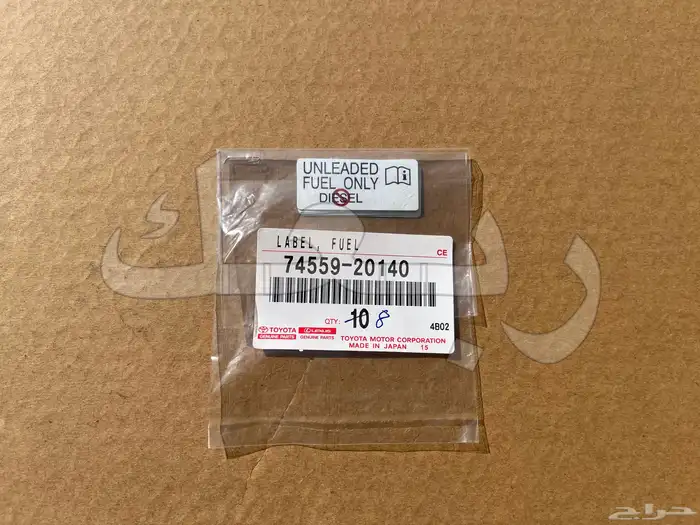 UNLEADED
FUEL ONLY
DIESEL
LABEL, FUEL
CE
74559-20140
QTY: 10 8
4B02
TOYOTA
GENUINE PARTS
LEXUS
GENUINE PARTS
TOYOTA MOTOR CORPORATION
MADE IN JAPAN 15
ربعك
حراج